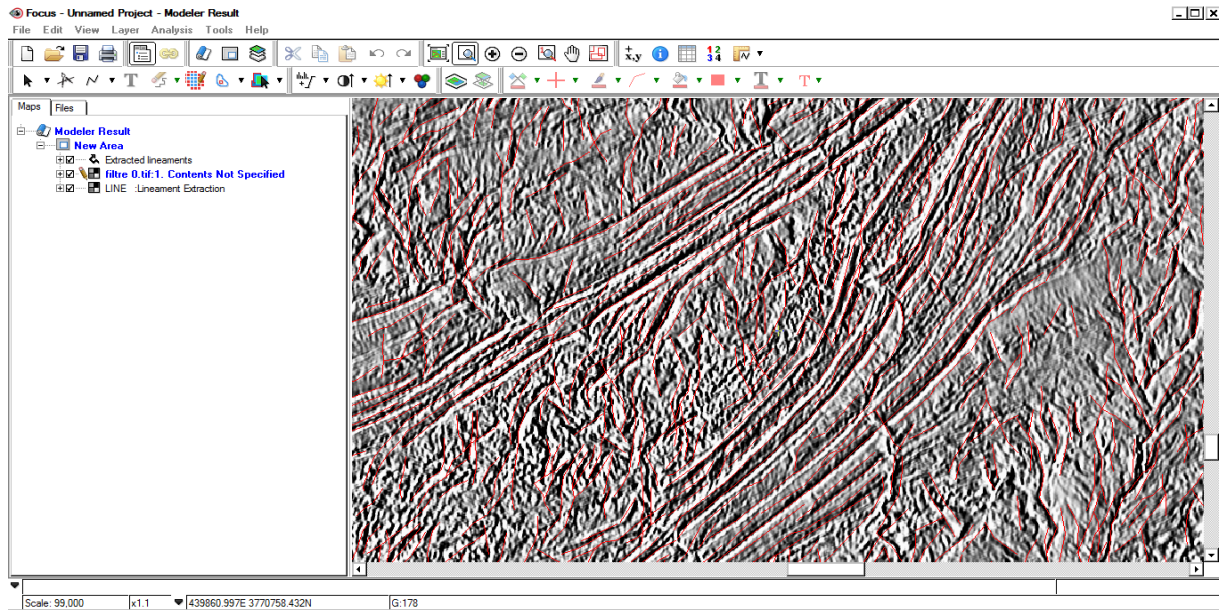 Focus - Unnamed Project - Modeler Result
File Edit View Layer Analysis Tools Help
T
+ x,y
i
1 2
3 4
T T
Maps Files
Modeler Result
New Area
Extracted lineaments
filtre 0.tif:1. Contents Not Specified
LINE :Lineament Extraction
Scale: 99,000 x1.1 439860.997E 3770758.432N G:178